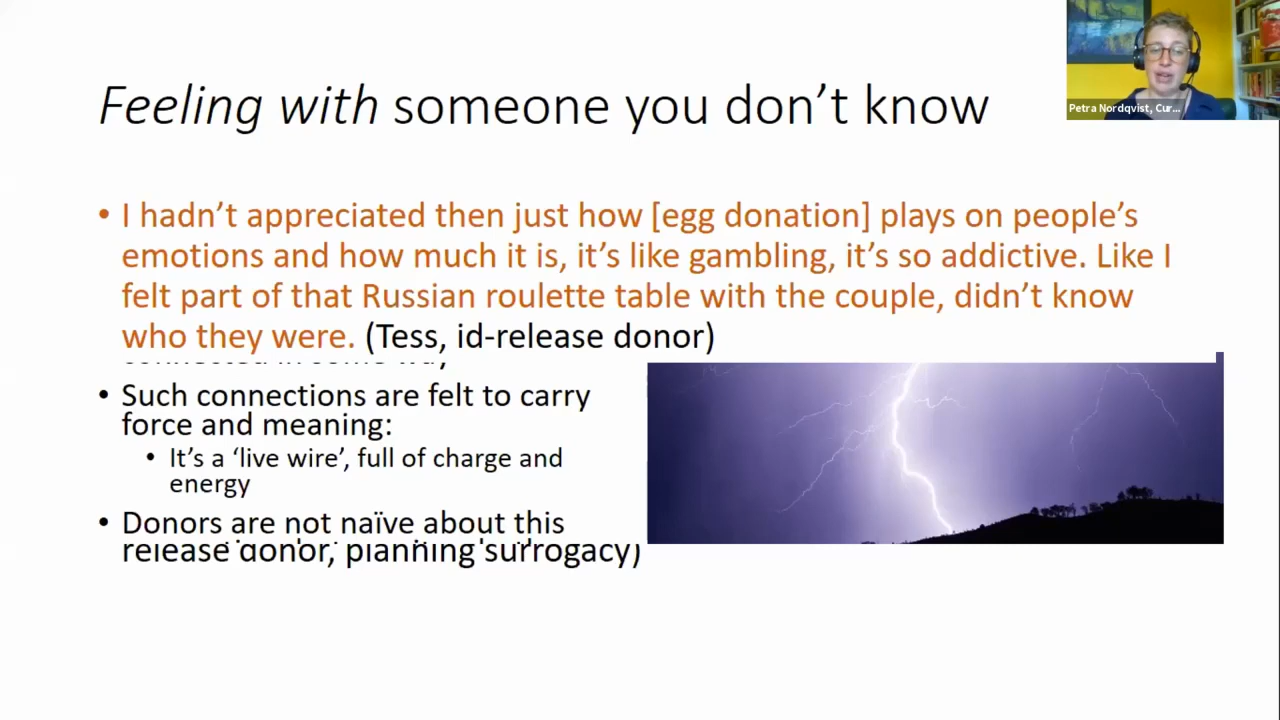 Feeling with someone you don't know
Petra Nordqvist, Cur...
• I hadn't appreciated then just how [egg donation] plays on people's
emotions and how much it is, it's like gambling, it's so addictive. Like I
felt part of that Russian roulette table with the couple, didn't know
who they were. (Tess, id-release donor)
• Such connections are felt to carry
force and meaning:
• It's a 'live wire', full of charge and
energy
• Donors are not naïve about this
release donor, planning surrogacy)